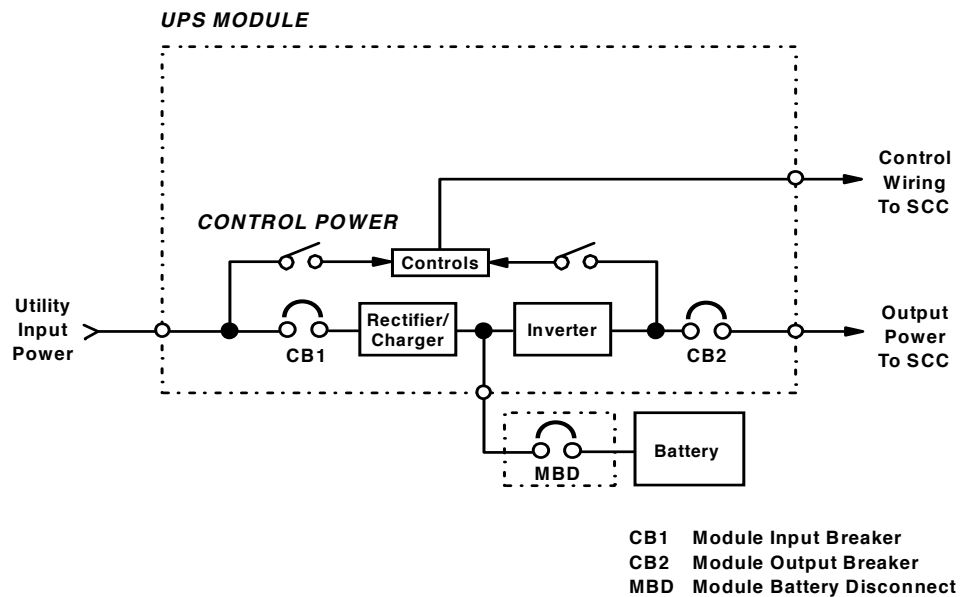 UPS MODULE
Control
Wiring
To SCC
CONTROL POWER
Controls
Utility
Input
Power
CB1
Rectifier/
Charger
Inverter
CB2
Output
Power
To SCC
MBD
Battery
CB1 Module Input Breaker
CB2 Module Output Breaker
MBD Module Battery Disconnect